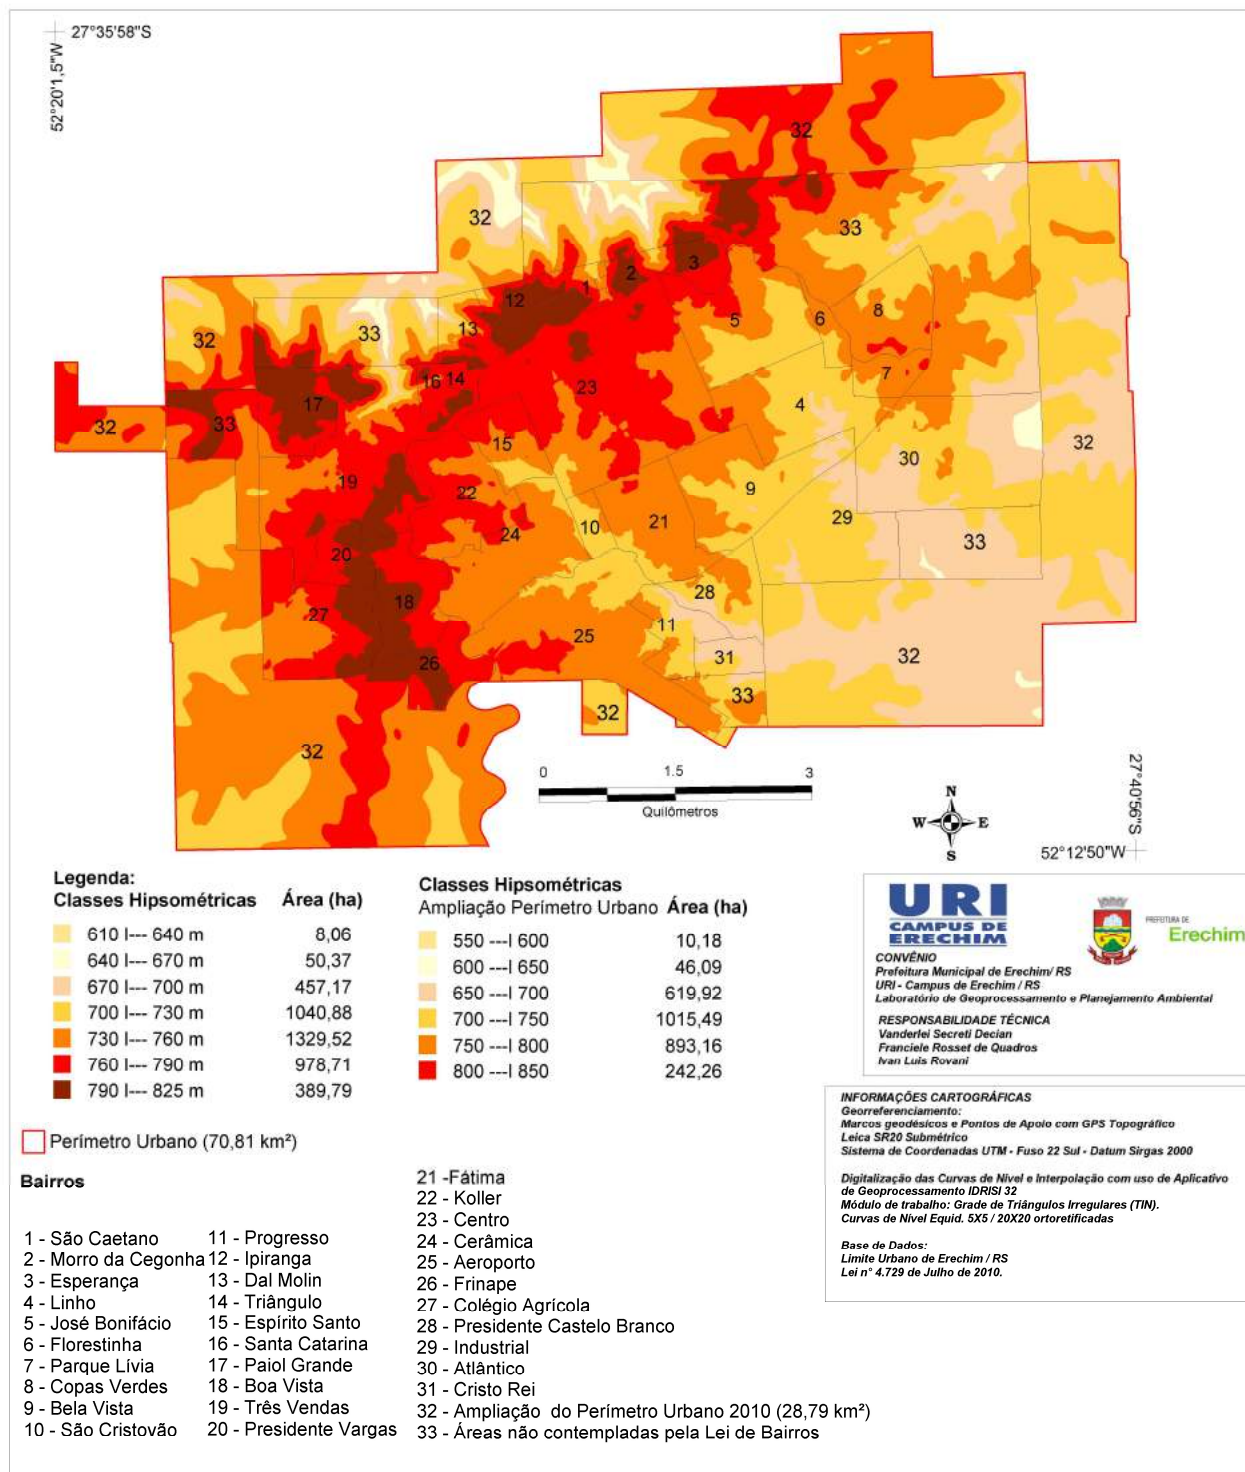 27°35'58"S
52°20'1,5"W
32
33
32
32
3
2
1
12
13
5
6
8
7
33
32
16
14
23
17
4
32
33
15
30
32
19
22
9
10
21
29
24
33
20
28
18
27
11
25
31
26
32
33
32
32
0 1.5 3
Quilômetros
N
W E
S
27°40'56"S
52°12'50"W
Legenda:
Classes Hipsométricas Área (ha)
610 I--- 640 m 8,06
640 I--- 670 m 50,37
670 I--- 700 m 457,17
700 I--- 730 m 1040,88
730 I--- 760 m 1329,52
760 I--- 790 m 978,71
790 I--- 825 m 389,79
Classes Hipsométricas
Ampliação Perímetro Urbano Área (ha)
550 ---I 600 10,18
600 ---I 650 46,09
650 ---I 700 619,92
700 ---I 750 1015,49
750 ---I 800 893,16
800 ---I 850 242,26
URI
CAMPUS DE
ERECHIM
PREFEITURA DE
Erechim
CONVÊNIO
Prefeitura Municipal de Erechim/ RS
URI - Campus de Erechim / RS
Laboratório de Geoprocessamento e Planejamento Ambiental
RESPONSABILIDADE TÉCNICA
Vanderlei Secreti Decian
Franciele Rosset de Quadros
Ivan Luis Rovani
INFORMAÇÕES CARTOGRÁFICAS
Georreferenciamento:
Marcos geodésicos e Pontos de Apoio com GPS Topográfico
Leica SR20 Submétrico
Sistema de Coordenadas UTM - Fuso 22 Sul - Datum Sirgas 2000
Digitalização das Curvas de Nível e Interpolação com uso de Aplicativo
de Geoprocessamento IDRISI 32
Módulo de trabalho: Grade de Triângulos Irregulares (TIN).
Curvas de Nível Equid. 5X5 / 20X20 ortoretificadas
Base de Dados:
Limite Urbano de Erechim / RS
Lei n° 4.729 de Julho de 2010.
Perímetro Urbano (70,81 km²)
Bairros
1 - São Caetano
2 - Morro da Cegonha
3 - Esperança
4 - Linho
5 - José Bonifácio
6 - Florestinha
7 - Parque Lívia
8 - Copas Verdes
9 - Bela Vista
10 - São Cristovão
11 - Progresso
12 - Ipiranga
13 - Dal Molin
14 - Triângulo
15 - Espírito Santo
16 - Santa Catarina
17 - Paiol Grande
18 - Boa Vista
19 - Três Vendas
20 - Presidente Vargas
21 -Fátima
22 - Koller
23 - Centro
24 - Cerâmica
25 - Aeroporto
26 - Frinape
27 - Colégio Agrícola
28 - Presidente Castelo Branco
29 - Industrial
30 - Atlântico
31 - Cristo Rei
32 - Ampliação do Perímetro Urbano 2010 (28,79 km²)
33 - Áreas não contempladas pela Lei de Bairros